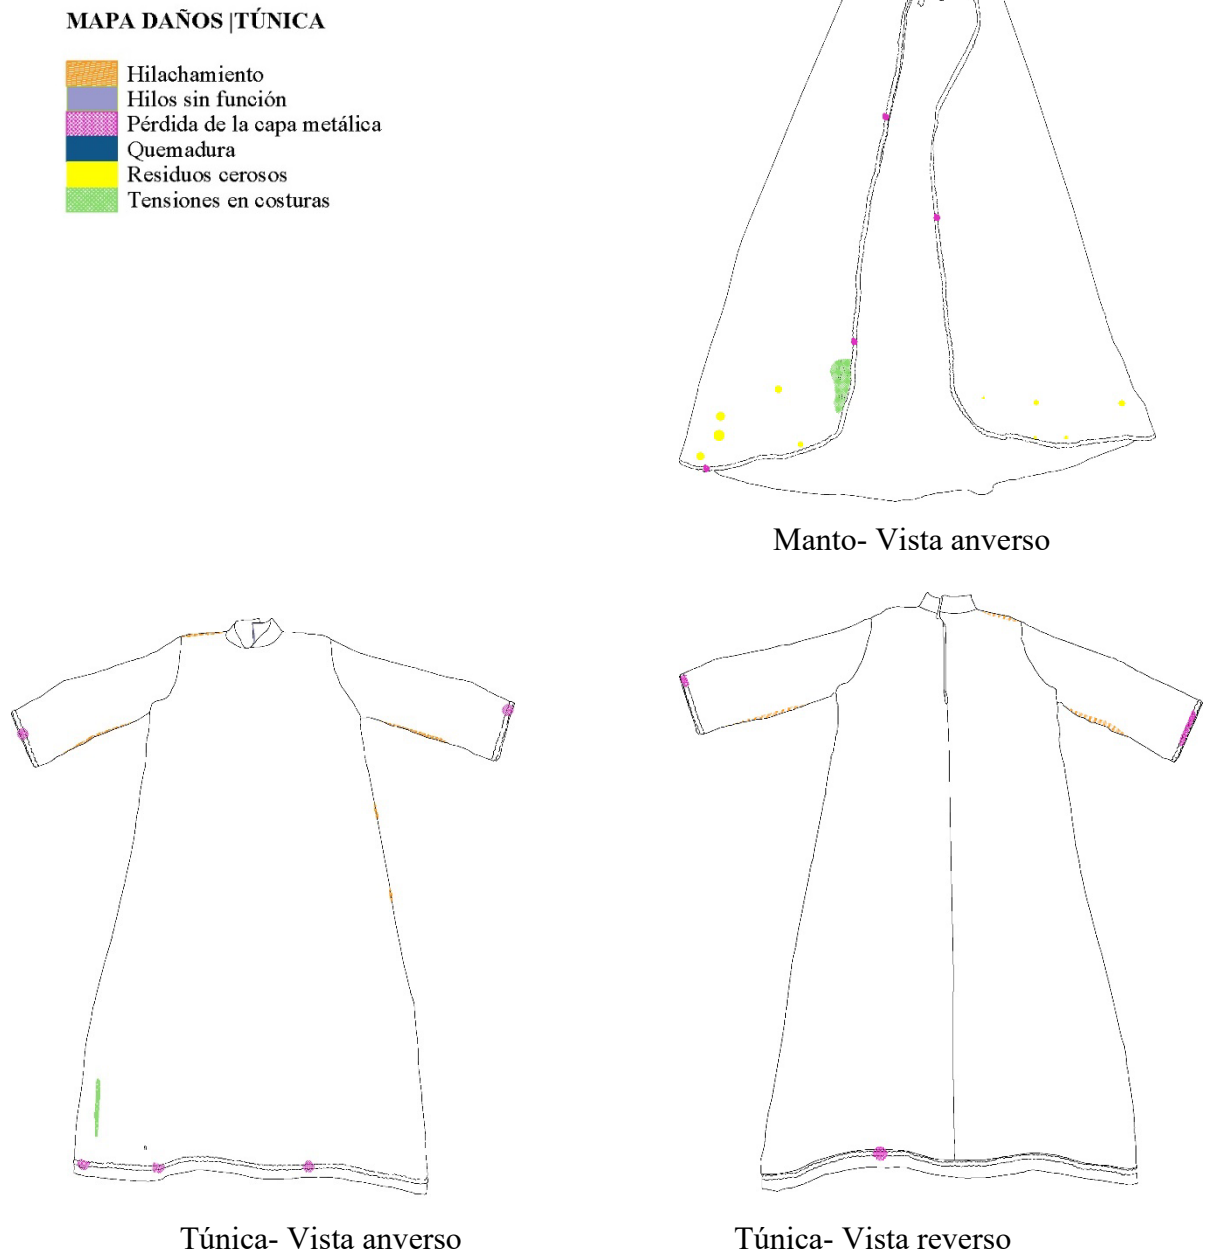 MAPA DAÑOS |TÚNICA
Hilachamiento
Hilos sin función
Pérdida de la capa metálica
Quemadura
Residuos cerosos
Tensiones en costuras
Manto- Vista anverso
Túnica- Vista anverso
Túnica- Vista reverso